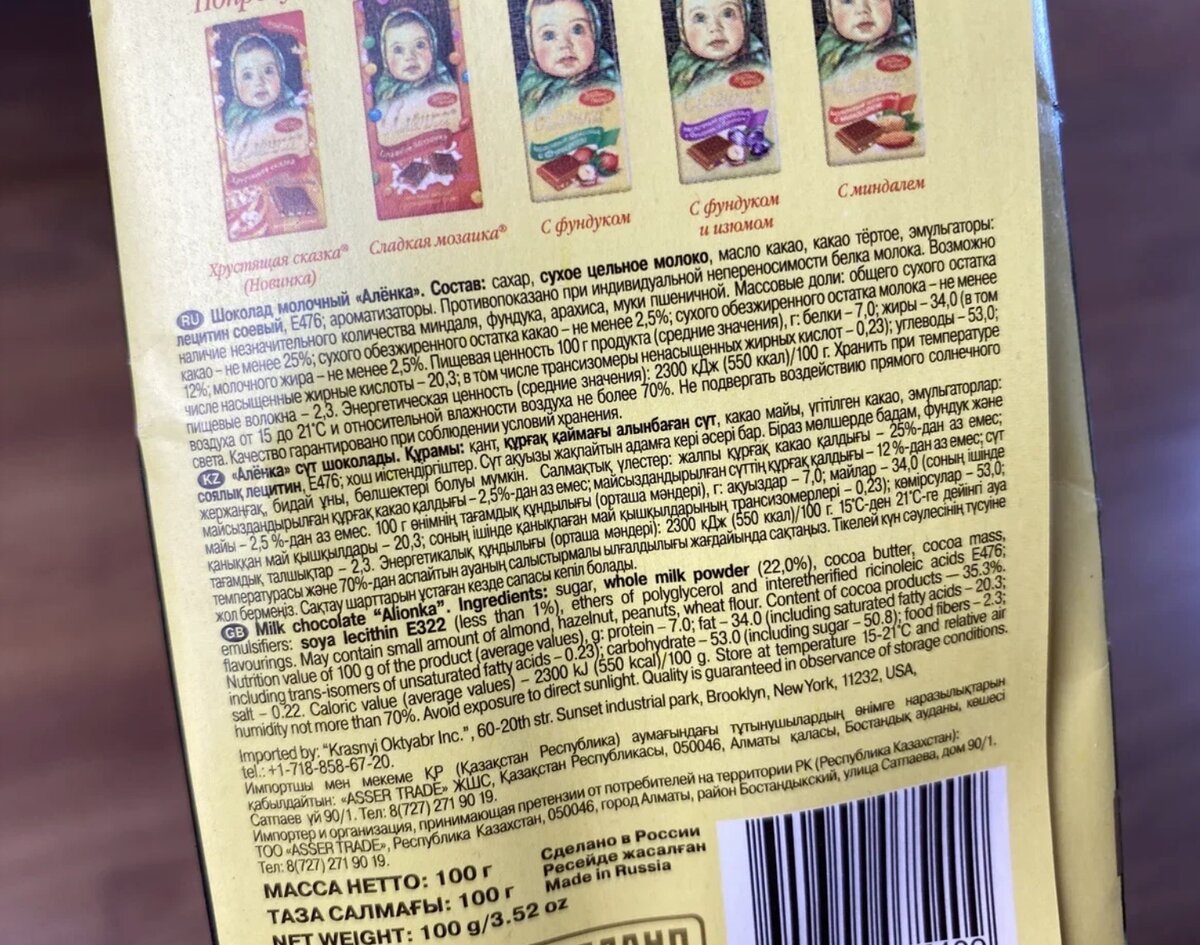 Хрустящая сказка®
(Новинка)
Сладкая мозаика®
С фундуком
С фундуком
и изюмом
С миндалем
RU Шоколад молочный «Алёнка». Состав: сахар, сухое цельное молоко, масло какао, какао тёртое, эмульгаторы:
лецитин соевый, Е476; ароматизаторы. Противопоказано при индивидуальной непереносимости белка молока. Возможно
наличие незначительного количества миндаля, фундука, арахиса, муки пшеничной. Массовые доли: общего сухого остатка
какао – не менее 25%; сухого обезжиренного остатка какао – не менее 2,5%; сухого обезжиренного остатка молока – не менее
12%; молочного жира – не менее 2,5%. Пищевая ценность 100 г продукта (средние значения), г: белки – 7,0; жиры – 34,0 (в том
числе насыщенные жирные кислоты – 20,3; в том числе трансизомеры ненасыщенных жирных кислот – 0,23); углеводы – 53,0;
пищевые волокна – 2,3. Энергетическая ценность (средние значения): 2300 кДж (550 ккал)/100 г. Хранить при температуре
воздуха от 15 до 21°С и относительной влажности воздуха не более 70%. Не подвергать воздействию прямого солнечного
света. Качество гарантировано при соблюдении условий хранения.
KZ «Алёнка» сүт шоколады. Құрамы: қант, құрғақ қаймағы алынбаған сүт, какао майы, үгітілген какао, эмульгаторлар:
соялық лецитин, Е476; хош истендіргіштер. Сүт ақуызы жақпайтын адамға кері әсері бар. Біраз мөлшерде бадам, фундук және
жержаңғақ, бидай ұны, бөлшектері болуы мүмкін. Салмақтық үлестер: жалпы құрғақ какао қалдығы – 25%-дан аз емес;
майсыздандырылған құрғақ какао қалдығы – 2,5%-дан аз емес; майсыздандырылған сүттің құрғақ қалдығы – 12 %-дан аз емес; сүт
майы – 2,5 %-дан аз емес. 100 г өнімнің тағамдық құндылығы (орташа мәндері), г: ақуыздар – 7,0; майлар – 34,0 (соның ішінде
қаныққан май қышқылдары – 20,3; соның ішінде қанықпаған май қышқылдарының трансизомерлері – 0,23); көмірсулар – 53,0;
тағамдық талшықтар – 2,3. Энергетикалық құндылығы (орташа мәндері): 2300 кДж (550 ккал)/100 г. 15°С-ден 21°С-ге дейінгі ауа
температурасы және 70%-дан аспайтын ауаның салыстырмалы ылғалдылығы жағдайында сақтаңыз. Тікелей күн сәулесінің түсуіне
жол бермеңіз. Сақтау шарттарын ұстаған кезде сапасы кепіл болады.
GB Milk chocolate "Alionka". Ingredients: sugar, whole milk powder (22,0%), cocoa butter, cocoa mass,
emulsifiers: soya lecithin E322 (less than 1%), ethers of polyglycerol and interetherified ricinoleic acids E476;
flavourings. May contain small amount of almond, hazelnut, peanuts, wheat flour. Content of cocoa products — 35.3%.
Nutrition value of 100 g of the product (average values), g: protein – 7.0; fat – 34.0 (including saturated fatty acids – 20.3;
including trans-isomers of unsaturated fatty acids – 0.23); carbohydrate – 53.0 (including sugar – 50.8); food fibers – 2.3;
salt – 0.22. Caloric value (average values) – 2300 kJ (550 kcal)/100 g. Store at temperature 15-21°C and relative air
humidity not more than 70%. Avoid exposure to direct sunlight. Quality is guaranteed in observance of storage conditions.
Imported by: "Krasnyi Oktyabr Inc.", 60-20th str. Sunset industrial park, Brooklyn, New York, 11232, USA,
tel.: +1-718-858-67-20.
Импортшы мен мекеме ҚР (Қазақстан Республика) аумағындағы тұтынушылардың өнімге наразылықтарын
қабылдайтын: «ASSER TRADE» ЖШС, Қазақстан Республикасы, 050046, Алматы қаласы, Бостандық ауданы, көшесі
Сатпаев үй 90/1. Тел: 8(727) 271 90 19.
Импортер и организация, принимающая претензии от потребителей на территории РК (Республика Казахстан):
ТОО «ASSER TRADE», Республика Казахстан, 050046, город Алматы, район Бостандыкский, улица Сатпаева, дом 90/1.
Тел: 8(727) 271 90 19.
МАССА НЕТТО: 100 г
ТАЗА САЛМАҒЫ: 100 г
NET WEIGHT: 100 g/3.52 oz
Сделано в России
Ресейде жасалған
Made in Russia